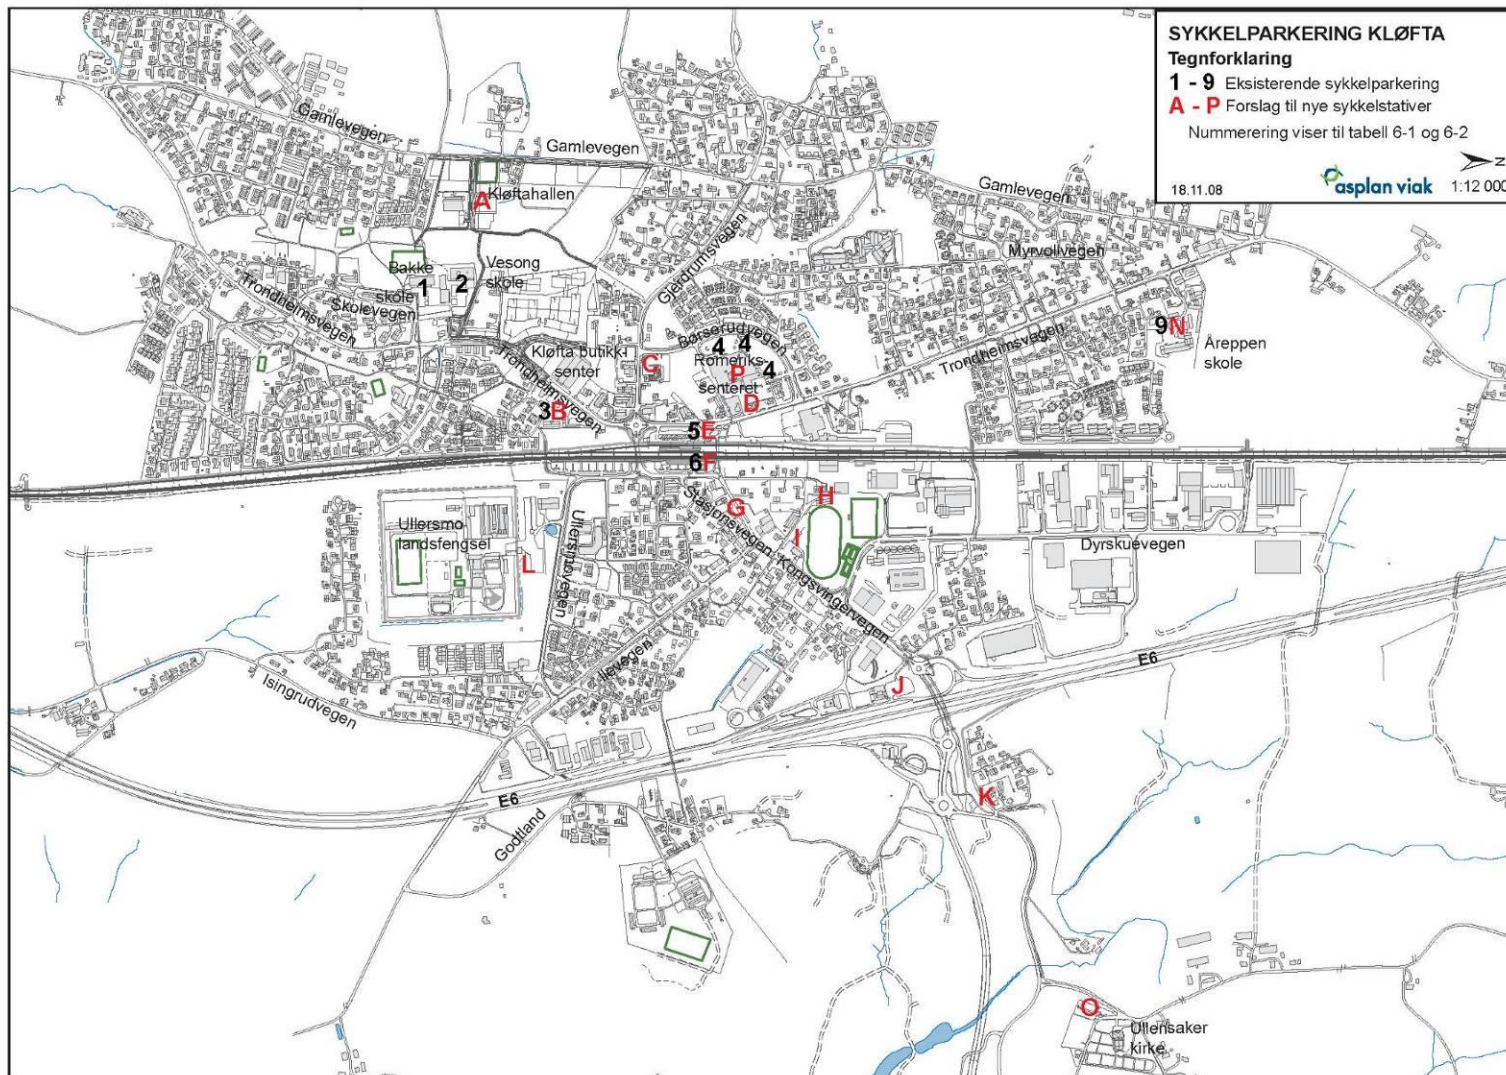 SYKKELPARKERING KLØFTA
Tegnforklaring
1 - 9 Eksisterende sykkelparkering
A - P Forslag til nye sykkelstativer
Nummerering viser til tabell 6-1 og 6-2
N
18.11.08
asplan viak
1:12 000
Gamlevegen
Gamlevegen
A
Kløftahallen
Gamlevegen
Gjerdrumsvegen
Myrvollvegen
Bakke
skole
1
2
Vesong
skole
Trondheimsvegen
Skolevegen
Trondheimsvegen
Kløfta butikk-
senter
G
Børserudvegen
4
4
Romeriks-
senteret
4
P
D
Trondheimsvegen
9
N
Åreppen
skole
3
B
5
E
6
F
Stasjonsvegen / Kongsvingervegen
G
H
I
Ullersmo
landsfengsel
L
Ullersmovegen
Dyrskuevegen
Ilevegen
Isingrudvegen
J
E6
E6
Godtland
K
O
Ullensaker
kirke